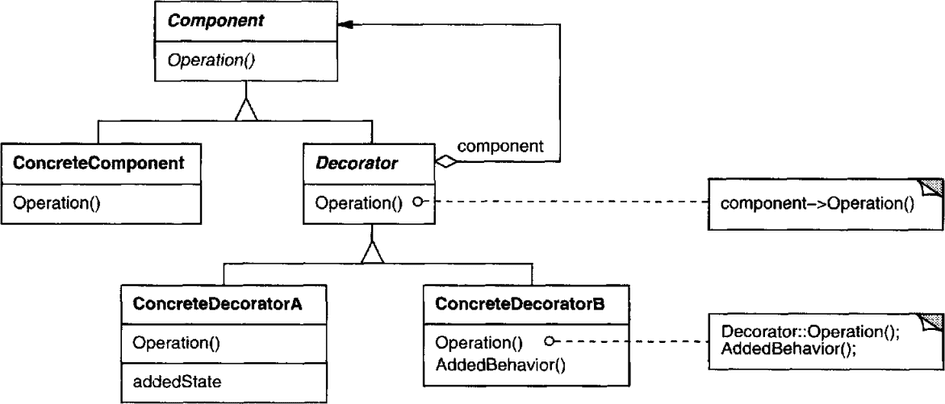 Component
Operation()
ConcreteComponent
Operation()
Decorator
Operation()
component
component->Operation()
ConcreteDecoratorA
Operation()
addedState
ConcreteDecoratorB
Operation()
AddedBehavior()
Decorator::Operation();
AddedBehavior();